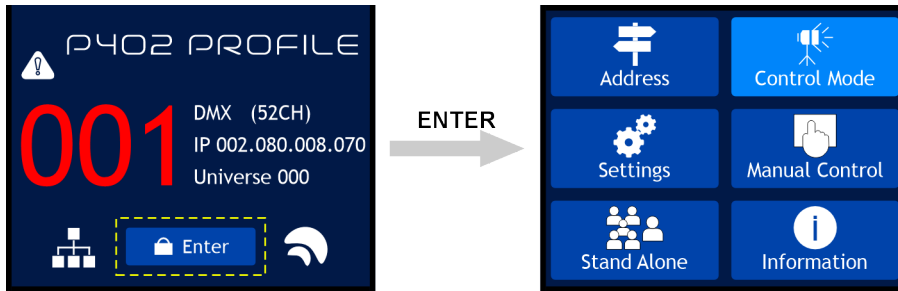 P402 PROFILE
001
DMX (52CH)
IP 002.080.008.070
Universe 000
Enter
ENTER
Address
Control Mode
Settings
Manual Control
Stand Alone
Information